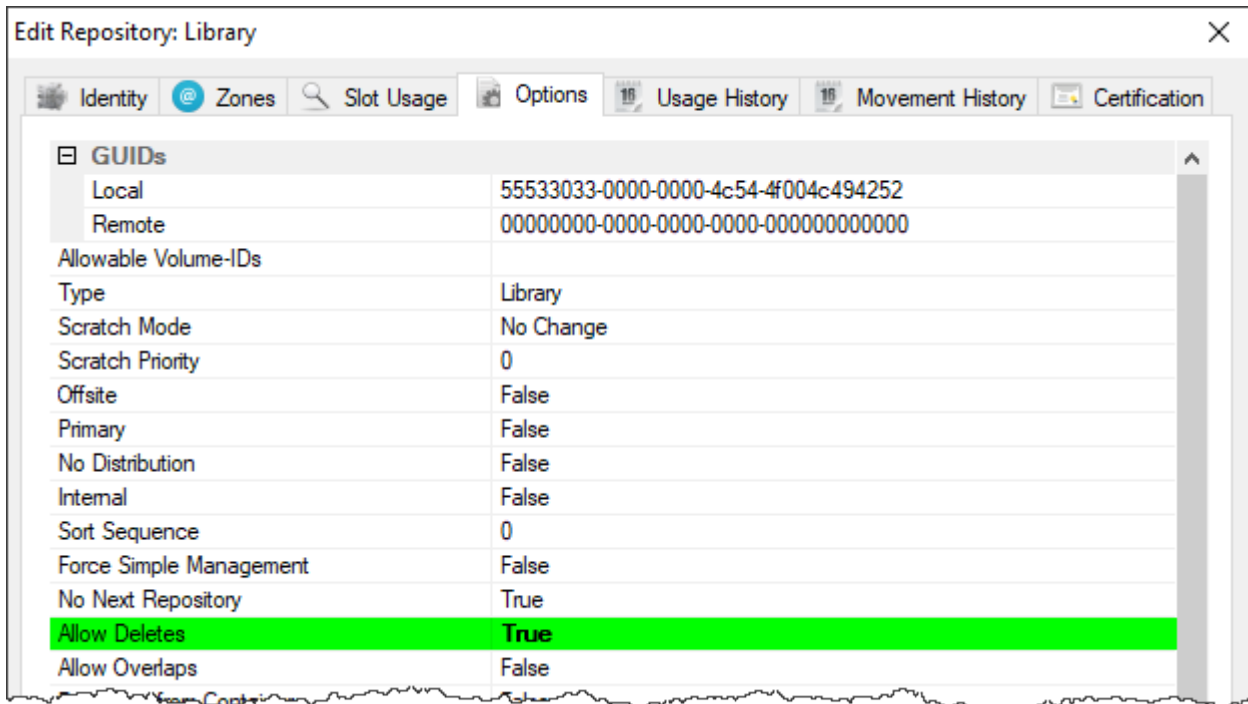 Edit Repository: Library
Identity Zones Slot Usage Options 16 Usage History 16 Movement History Certification
GUIDs
Local 55533033-0000-0000-4c54-4f004c494252
Remote 00000000-0000-0000-0000-000000000000
Allowable Volume-IDs
Type Library
Scratch Mode No Change
Scratch Priority 0
Offsite False
Primary False
No Distribution False
Internal False
Sort Sequence 0
Force Simple Management False
No Next Repository True
Allow Deletes True
Allow Overlaps False